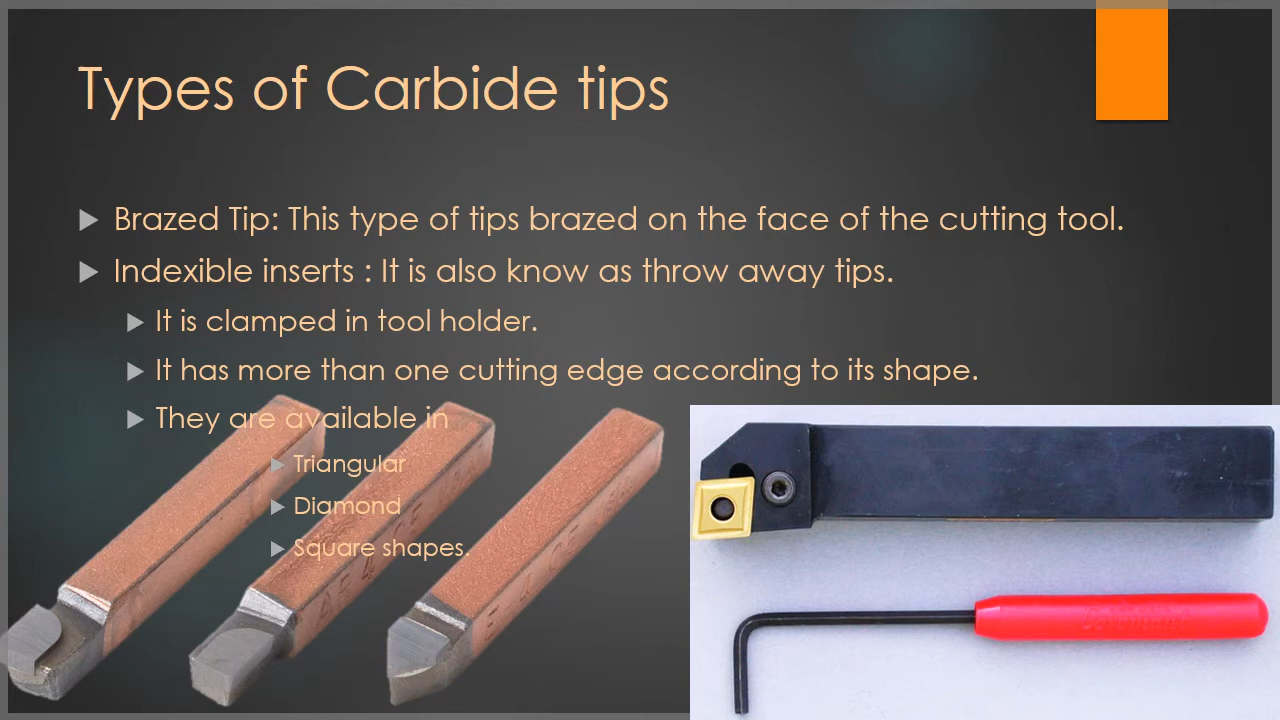 Types of Carbide tips
Brazed Tip: This type of tips brazed on the face of the cutting tool.
Indexible inserts : It is also know as throw away tips.
It is clamped in tool holder.
It has more than one cutting edge according to its shape.
They are available in
Triangular
Diamond
Square shapes.